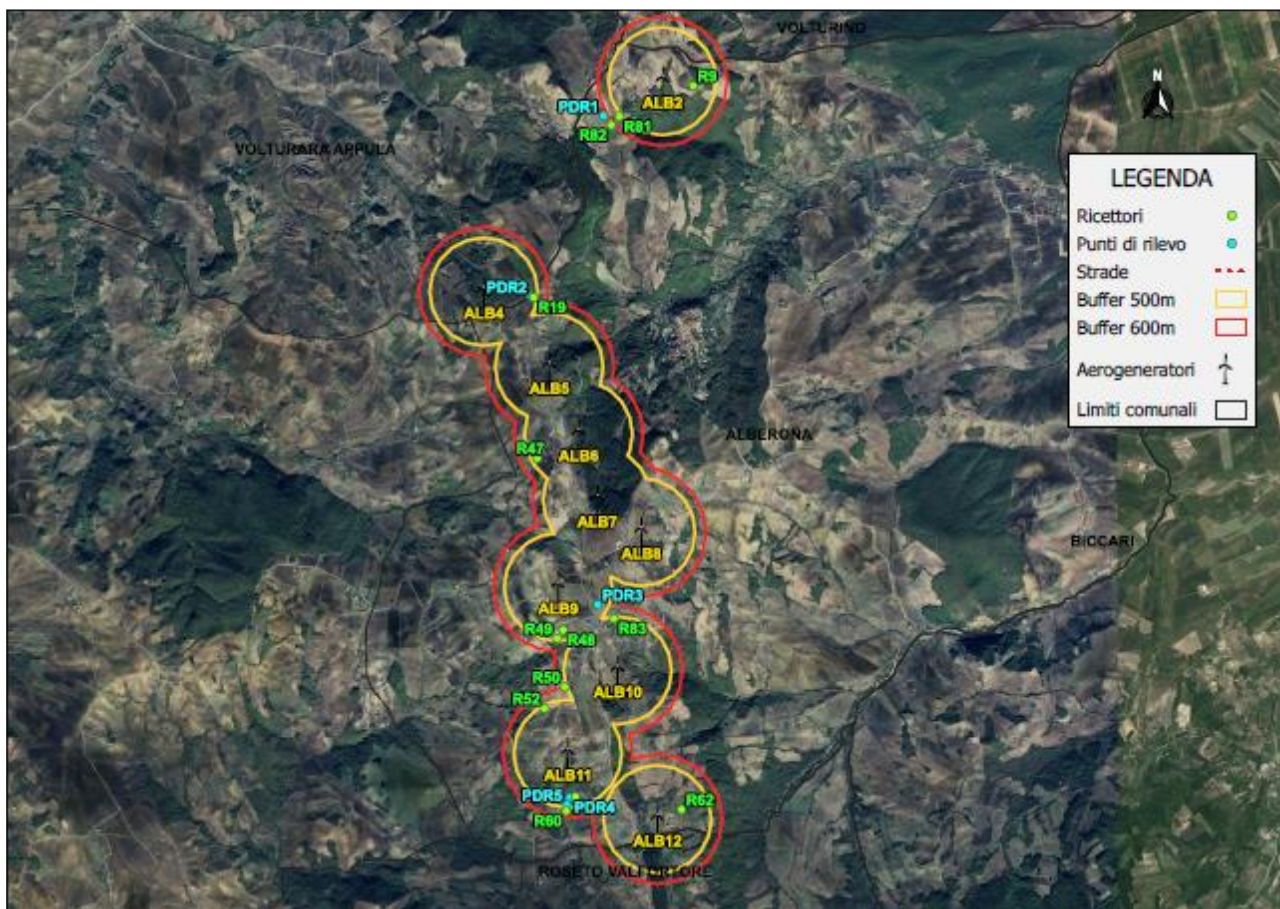 VOLTURINO
R9
ALB2
PDR1
R81
R82
VOLTURARA APPULA
N
LEGENDA
Ricettori
Punti di rilevo
Strade
Buffer 500m
Buffer 600m
Aerogeneratori
Limiti comunali
PDR2
R19
ALB4
ALB5
ALBERONA
R47
ALB6
ALB7
ALB8
BICCARI
PDR3
ALB9
R83
R49
R48
R50
ALB10
R52
ALB11
PDR5
PDR4
R60
R62
ALB12
ROSETO VALFORTORE